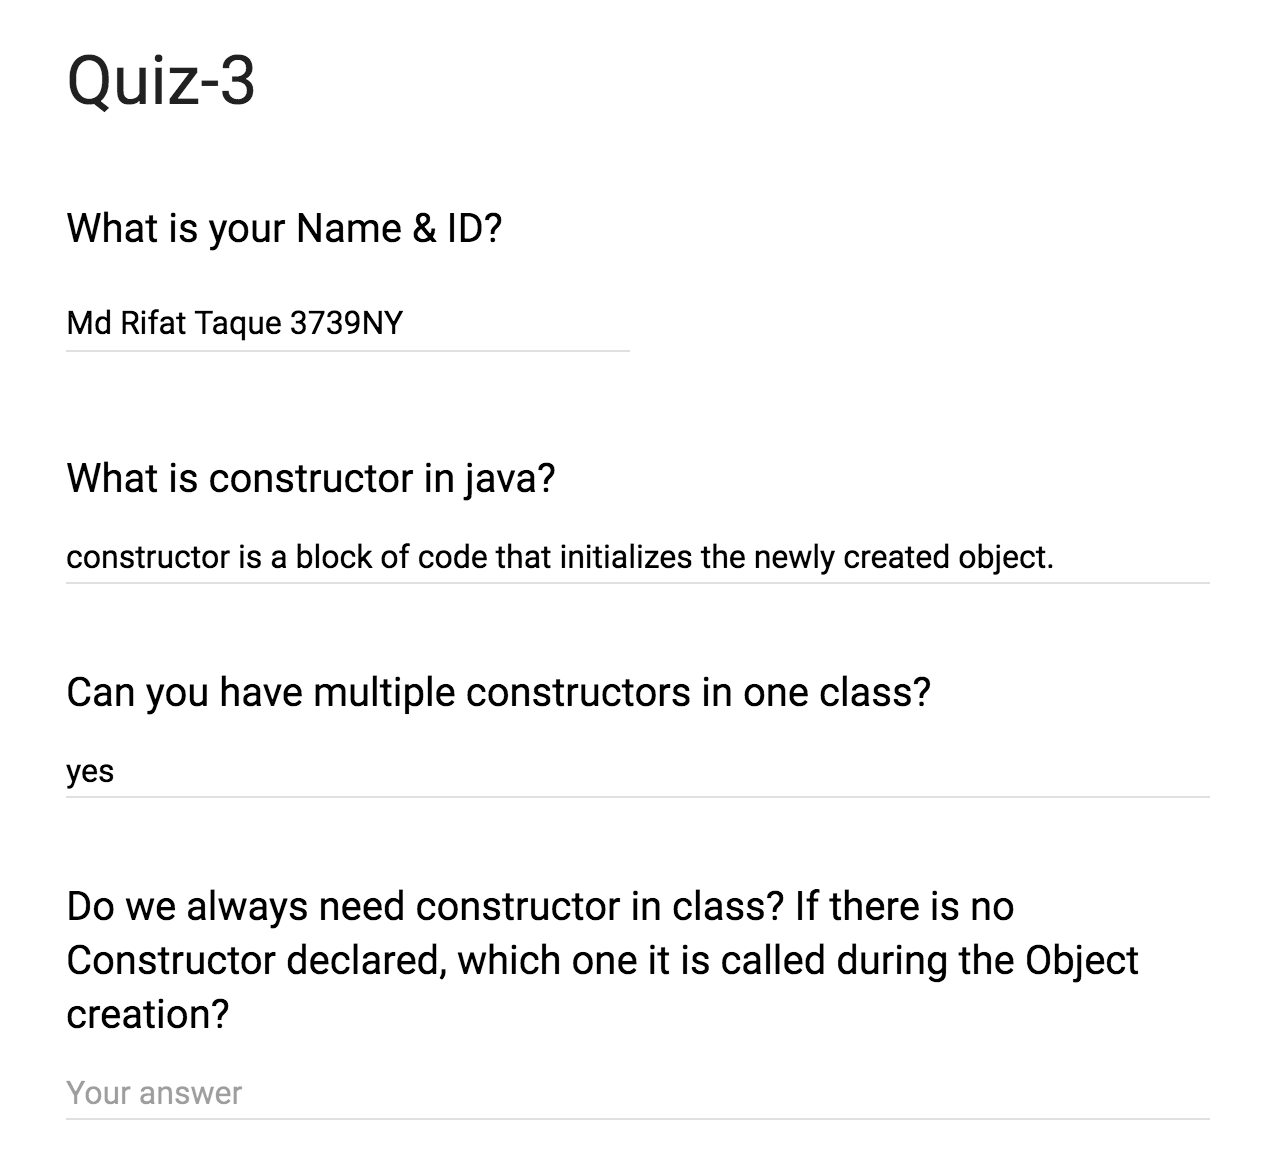 Quiz-3
What is your Name & ID?
Md Rifat Taque 3739NY
What is constructor in java?
constructor is a block of code that initializes the newly created object.
Can you have multiple constructors in one class?
yes
Do we always need constructor in class? If there is no
Constructor declared, which one it is called during the Object
creation?
Your answer